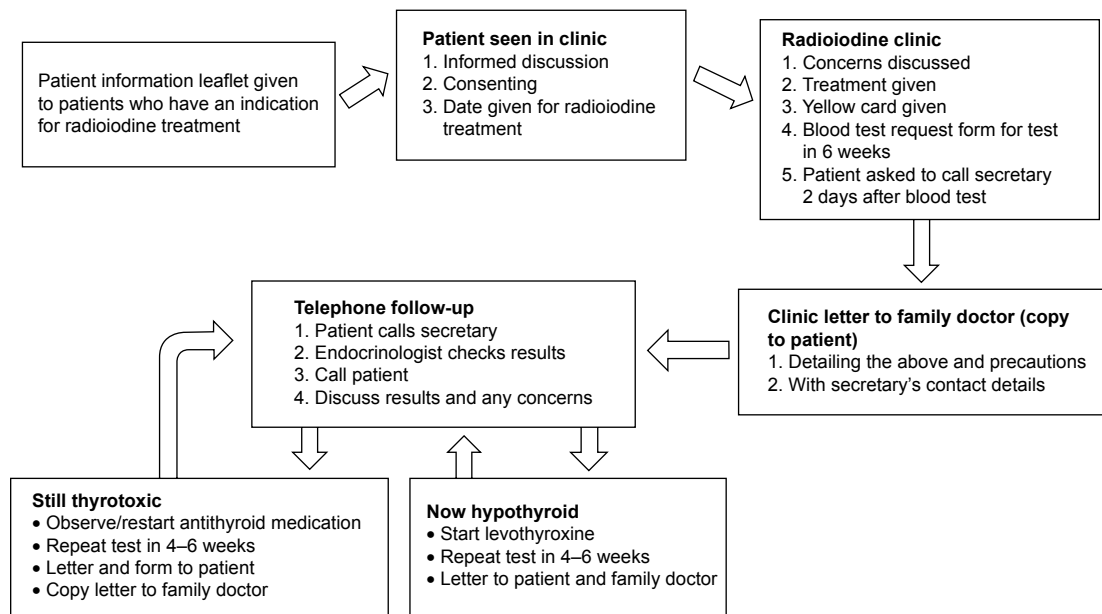 Patient information leaflet given
to patients who have an indication
for radioiodine treatment
Patient seen in clinic
1. Informed discussion
2. Consenting
3. Date given for radioiodine
treatment
Radioiodine clinic
1. Concerns discussed
2. Treatment given
3. Yellow card given
4. Blood test request form for test
in 6 weeks
5. Patient asked to call secretary
2 days after blood test
Clinic letter to family doctor (copy
to patient)
1. Detailing the above and precautions
2. With secretary’s contact details
Telephone follow-up
1. Patient calls secretary
2. Endocrinologist checks results
3. Call patient
4. Discuss results and any concerns
Still thyrotoxic
• Observe/restart antithyroid medication
• Repeat test in 4–6 weeks
• Letter and form to patient
• Copy letter to family doctor
Now hypothyroid
• Start levothyroxine
• Repeat test in 4–6 weeks
• Letter to patient and family doctor